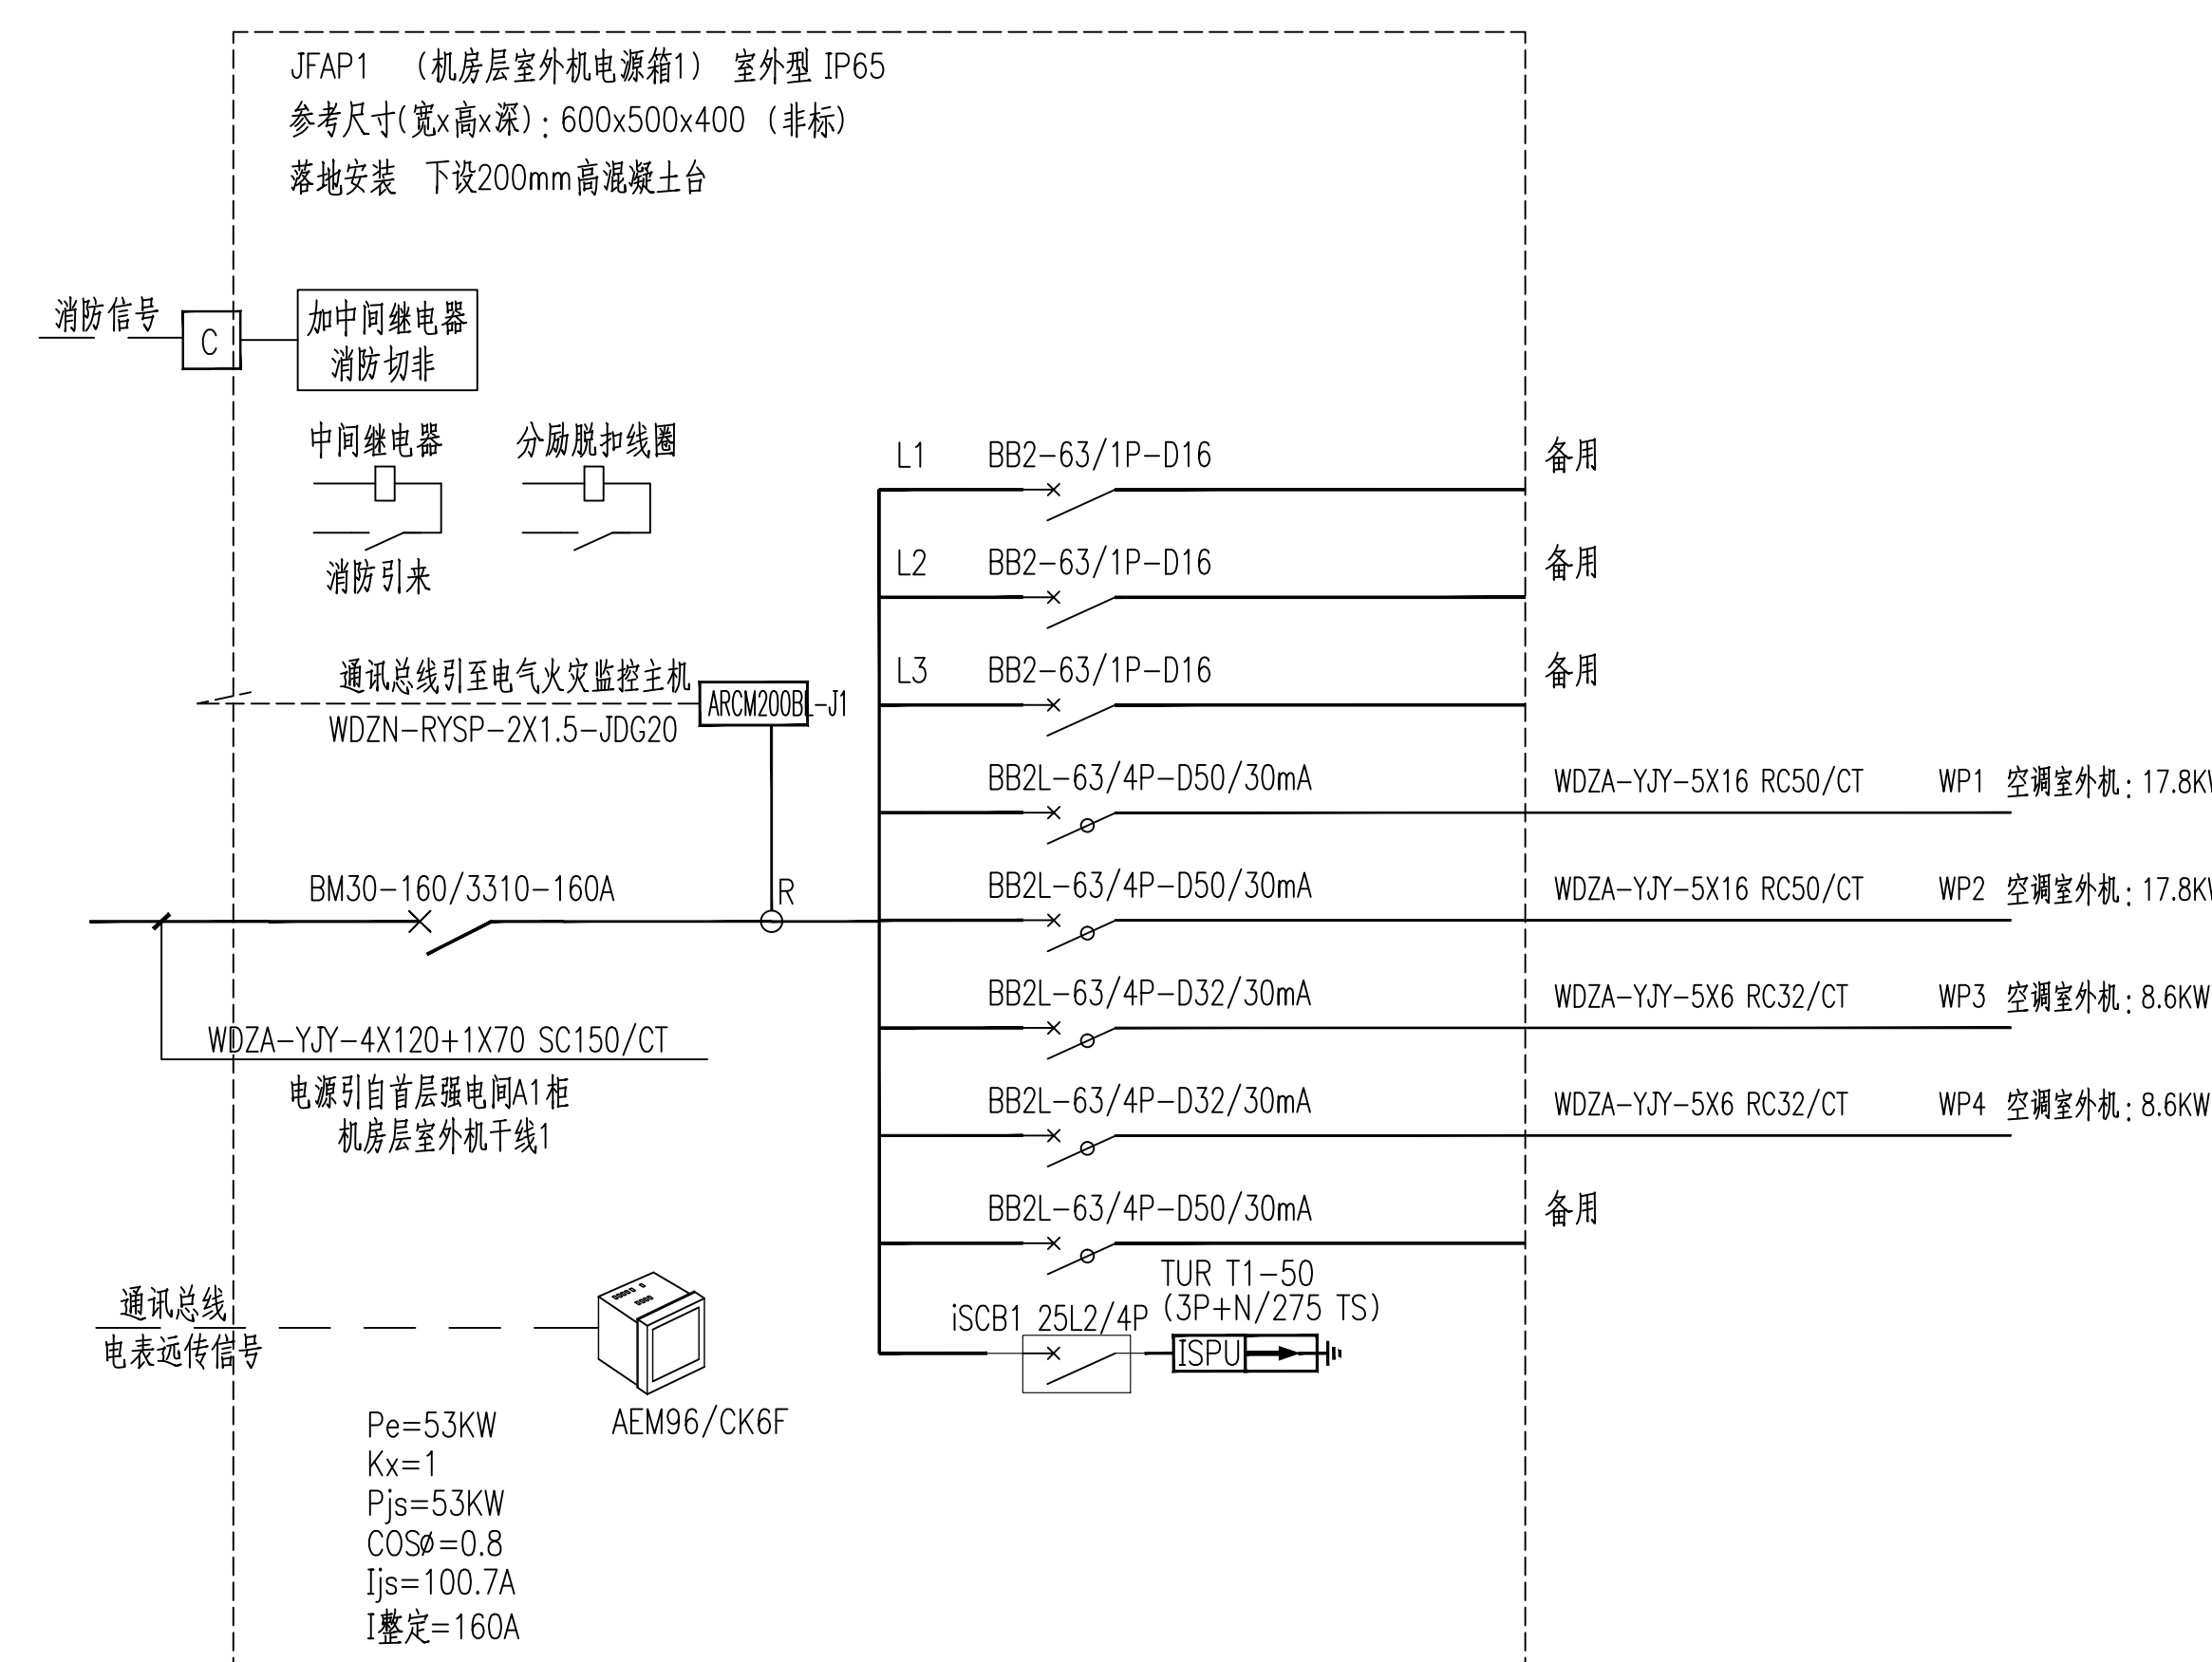 JFAP1 （机房层室外机电源箱1） 室外型 IP65
参考尺寸(宽x高x深)：600x500x400（非标）
落地安装 下设200mm高混凝土台
消防信号
C
加中间继电器
消防切非
中间继电器
分励脱扣线圈
消防引来
通讯总线引至电气火灾监控主机
WDZN-RYSP-2X1.5-JDG20
ARCM200BL-J1
BM30-160/3310-160A
R
WDZA-YJY-4X120+1X70 SC150/CT
电源引自首层强电间A1柜
机房层室外机干线1
L1 BB2-63/1P-D16 备用
L2 BB2-63/1P-D16 备用
L3 BB2-63/1P-D16 备用
BB2L-63/4P-D50/30mA WDZA-YJY-5X16 RC50/CT WP1 空调室外机：17.8KW
BB2L-63/4P-D50/30mA WDZA-YJY-5X16 RC50/CT WP2 空调室外机：17.8KW
BB2L-63/4P-D32/30mA WDZA-YJY-5X6 RC32/CT WP3 空调室外机：8.6KW
BB2L-63/4P-D32/30mA WDZA-YJY-5X6 RC32/CT WP4 空调室外机：8.6KW
BB2L-63/4P-D50/30mA 备用
TUR T1-50
(3P+N/275 TS)
iSCB1 25L2/4P
ISPU
通讯总线
电表远传信号
AEM96/CK6F
Pe=53KW
Kx=1
Pjs=53KW
COSø=0.8
Ijs=100.7A
I整定=160A